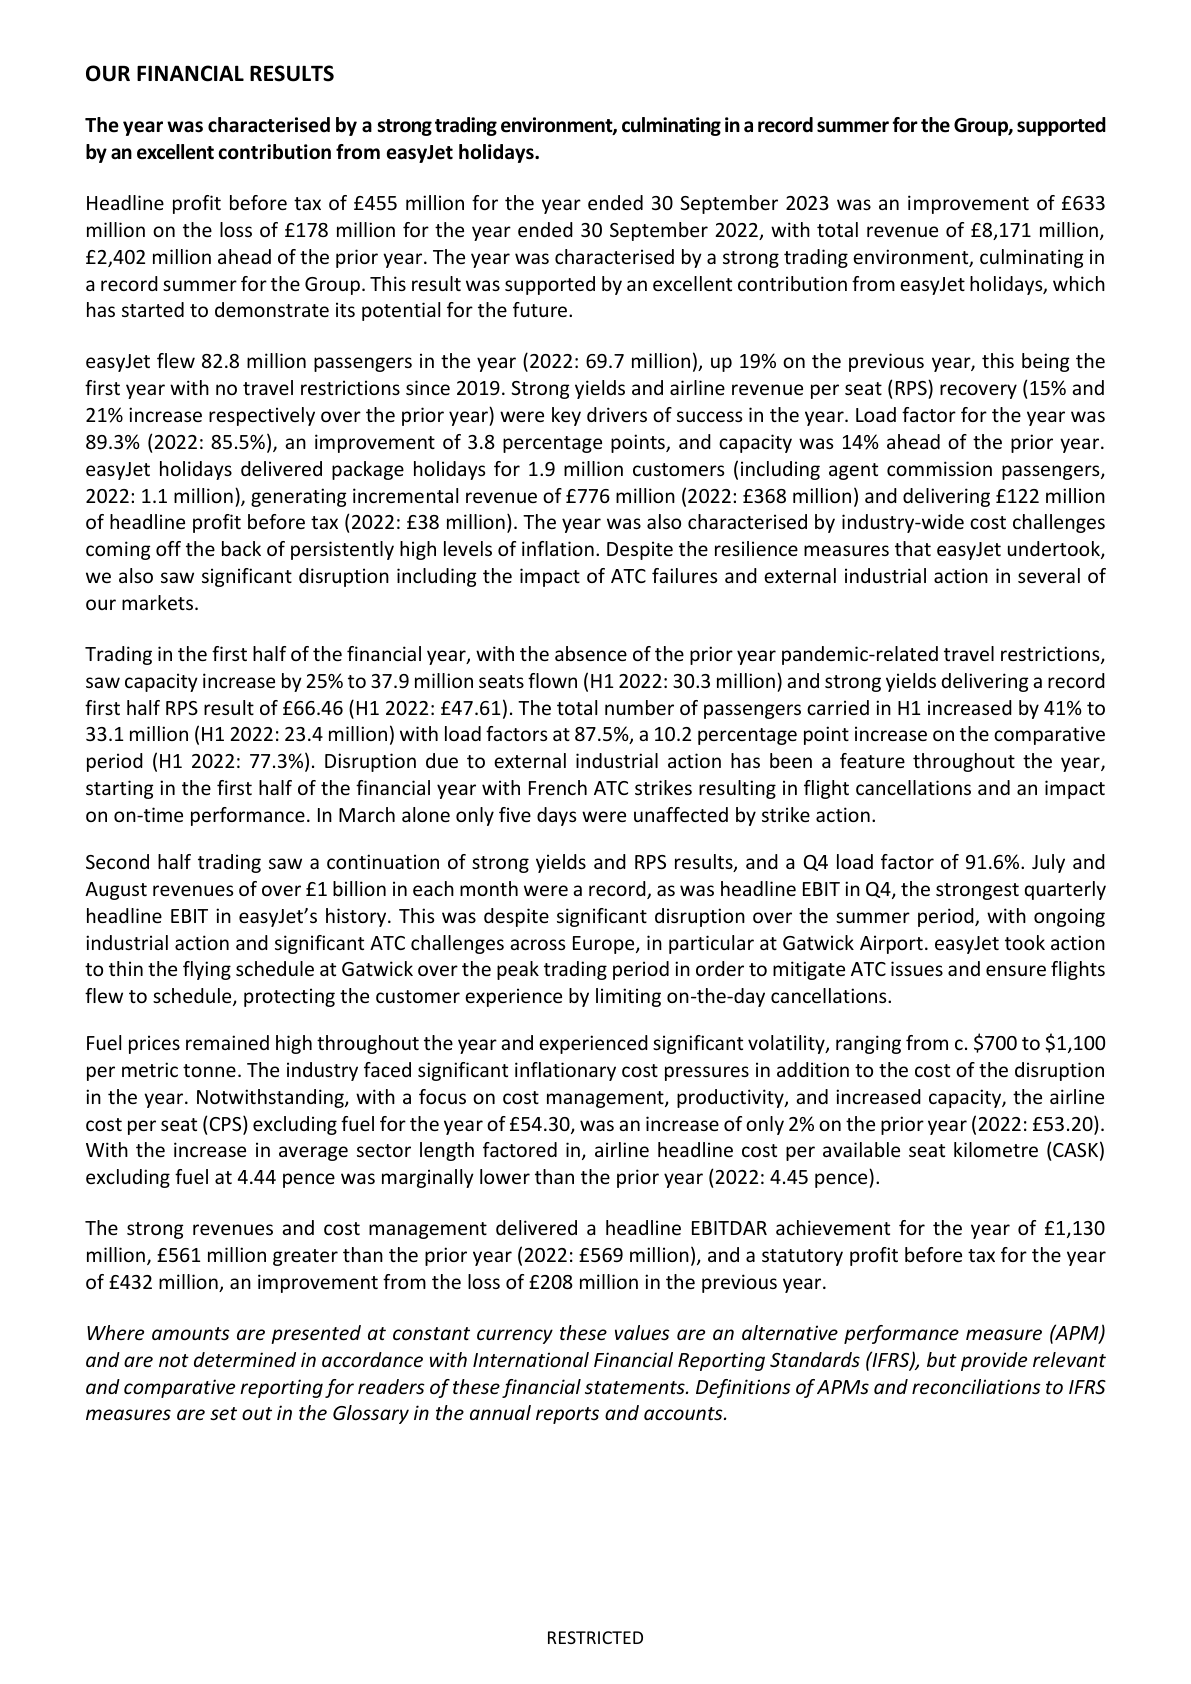 OUR FINANCIAL RESULTS
The year was characterised by a strong trading environment, culminating in a record summer for the Group, supported
by an excellent contribution from easyJet holidays.
Headline profit before tax of £455 million for the year ended 30 September 2023 was an improvement of £633
million on the loss of £178 million for the year ended 30 September 2022, with total revenue of £8,171 million,
£2,402 million ahead of the prior year. The year was characterised by a strong trading environment, culminating in
a record summer for the Group. This result was supported by an excellent contribution from easyJet holidays, which
has started to demonstrate its potential for the future.
easyJet flew 82.8 million passengers in the year (2022: 69.7 million), up 19% on the previous year, this being the
first year with no travel restrictions since 2019. Strong yields and airline revenue per seat (RPS) recovery (15% and
21% increase respectively over the prior year) were key drivers of success in the year. Load factor for the year was
89.3% (2022: 85.5%), an improvement of 3.8 percentage points, and capacity was 14% ahead of the prior year.
easyJet holidays delivered package holidays for 1.9 million customers (including agent commission passengers,
2022: 1.1 million), generating incremental revenue of £776 million (2022: £368 million) and delivering £122 million
of headline profit before tax (2022: £38 million). The year was also characterised by industry-wide cost challenges
coming off the back of persistently high levels of inflation. Despite the resilience measures that easyJet undertook,
we also saw significant disruption including the impact of ATC failures and external industrial action in several of
our markets.
Trading in the first half of the financial year, with the absence of the prior year pandemic-related travel restrictions,
saw capacity increase by 25% to 37.9 million seats flown (H1 2022: 30.3 million) and strong yields delivering a record
first half RPS result of £66.46 (H1 2022: £47.61). The total number of passengers carried in H1 increased by 41% to
33.1 million (H1 2022: 23.4 million) with load factors at 87.5%, a 10.2 percentage point increase on the comparative
period (H1 2022: 77.3%). Disruption due to external industrial action has been a feature throughout the year,
starting in the first half of the financial year with French ATC strikes resulting in flight cancellations and an impact
on on-time performance. In March alone only five days were unaffected by strike action.
Second half trading saw a continuation of strong yields and RPS results, and a Q4 load factor of 91.6%. July and
August revenues of over £1 billion in each month were a record, as was headline EBIT in Q4, the strongest quarterly
headline EBIT in easyJet’s history. This was despite significant disruption over the summer period, with ongoing
industrial action and significant ATC challenges across Europe, in particular at Gatwick Airport. easyJet took action
to thin the flying schedule at Gatwick over the peak trading period in order to mitigate ATC issues and ensure flights
flew to schedule, protecting the customer experience by limiting on-the-day cancellations.
Fuel prices remained high throughout the year and experienced significant volatility, ranging from c. $700 to $1,100
per metric tonne. The industry faced significant inflationary cost pressures in addition to the cost of the disruption
in the year. Notwithstanding, with a focus on cost management, productivity, and increased capacity, the airline
cost per seat (CPS) excluding fuel for the year of £54.30, was an increase of only 2% on the prior year (2022: £53.20).
With the increase in average sector length factored in, airline headline cost per available seat kilometre (CASK)
excluding fuel at 4.44 pence was marginally lower than the prior year (2022: 4.45 pence).
The strong revenues and cost management delivered a headline EBITDAR achievement for the year of £1,130
million, £561 million greater than the prior year (2022: £569 million), and a statutory profit before tax for the year
of £432 million, an improvement from the loss of £208 million in the previous year.
Where amounts are presented at constant currency these values are an alternative performance measure (APM)
and are not determined in accordance with International Financial Reporting Standards (IFRS), but provide relevant
and comparative reporting for readers of these financial statements. Definitions of APMs and reconciliations to IFRS
measures are set out in the Glossary in the annual reports and accounts.
RESTRICTED